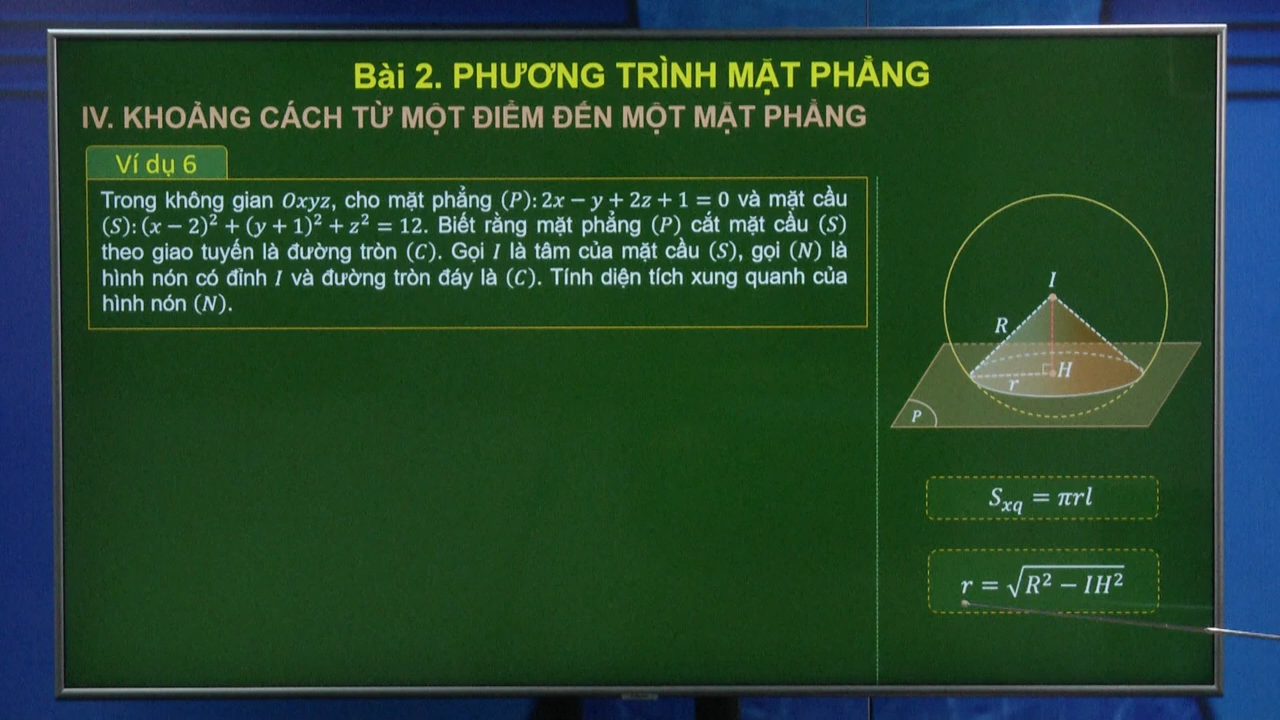 Bài 2. PHƯƠNG TRÌNH MẶT PHẲNG
IV. KHOẢNG CÁCH TỪ MỘT ĐIỂM ĐẾN MỘT MẶT PHẲNG
Ví dụ 6
Trong không gian Oxyz, cho mặt phẳng (P): 2x − y + 2z + 1 = 0 và mặt cầu
(S): (x − 2)² + (y + 1)² + z² = 12. Biết rằng mặt phẳng (P) cắt mặt cầu (S)
theo giao tuyến là đường tròn (C). Gọi I là tâm của mặt cầu (S), gọi (N) là
hình nón có đỉnh I và đường tròn đáy là (C). Tính diện tích xung quanh của
hình nón (N).
I
R
H
r
P
S_xq = πrl
r = √(R² − IH²)